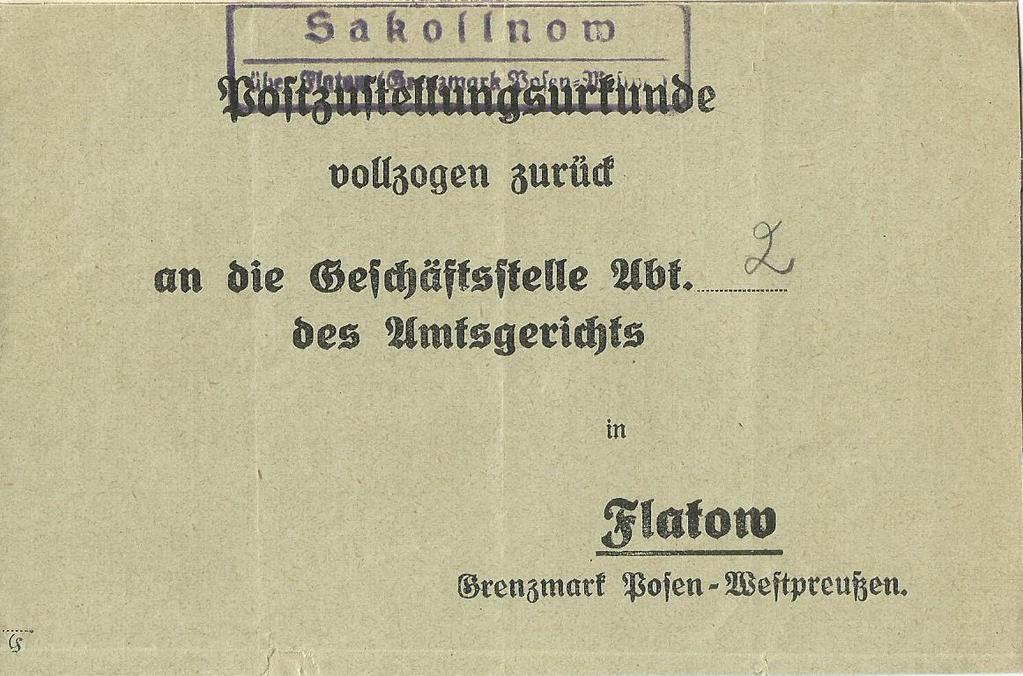 Sakollnow
über Flatow (Grenzmark Posen-Westpr.)
Postzustellungsurkunde
vollzogen zurück
an die Geschäftsstelle Abt. 2
des Amtsgerichts
in
Flatow
Grenzmark Posen-Westpreußen.